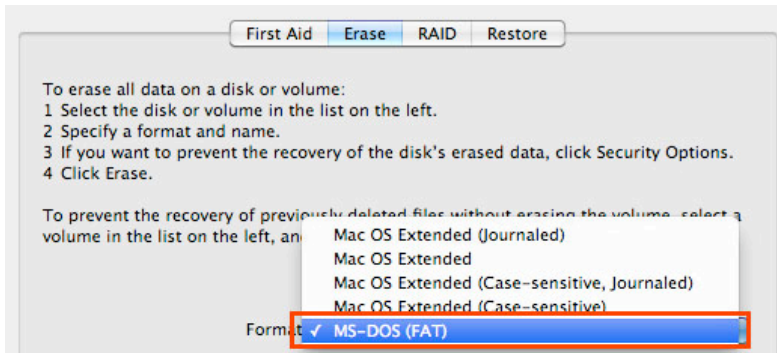 First Aid Erase RAID Restore
To erase all data on a disk or volume:
1 Select the disk or volume in the list on the left.
2 Specify a format and name.
3 If you want to prevent the recovery of the disk's erased data, click Security Options.
4 Click Erase.
To prevent the recovery of previously deleted files without erasing the volume, select a
volume in the list on the left, an
Mac OS Extended (Journaled)
Mac OS Extended
Mac OS Extended (Case-sensitive, Journaled)
Mac OS Extended (Case-sensitive)
Format ✓ MS-DOS (FAT)